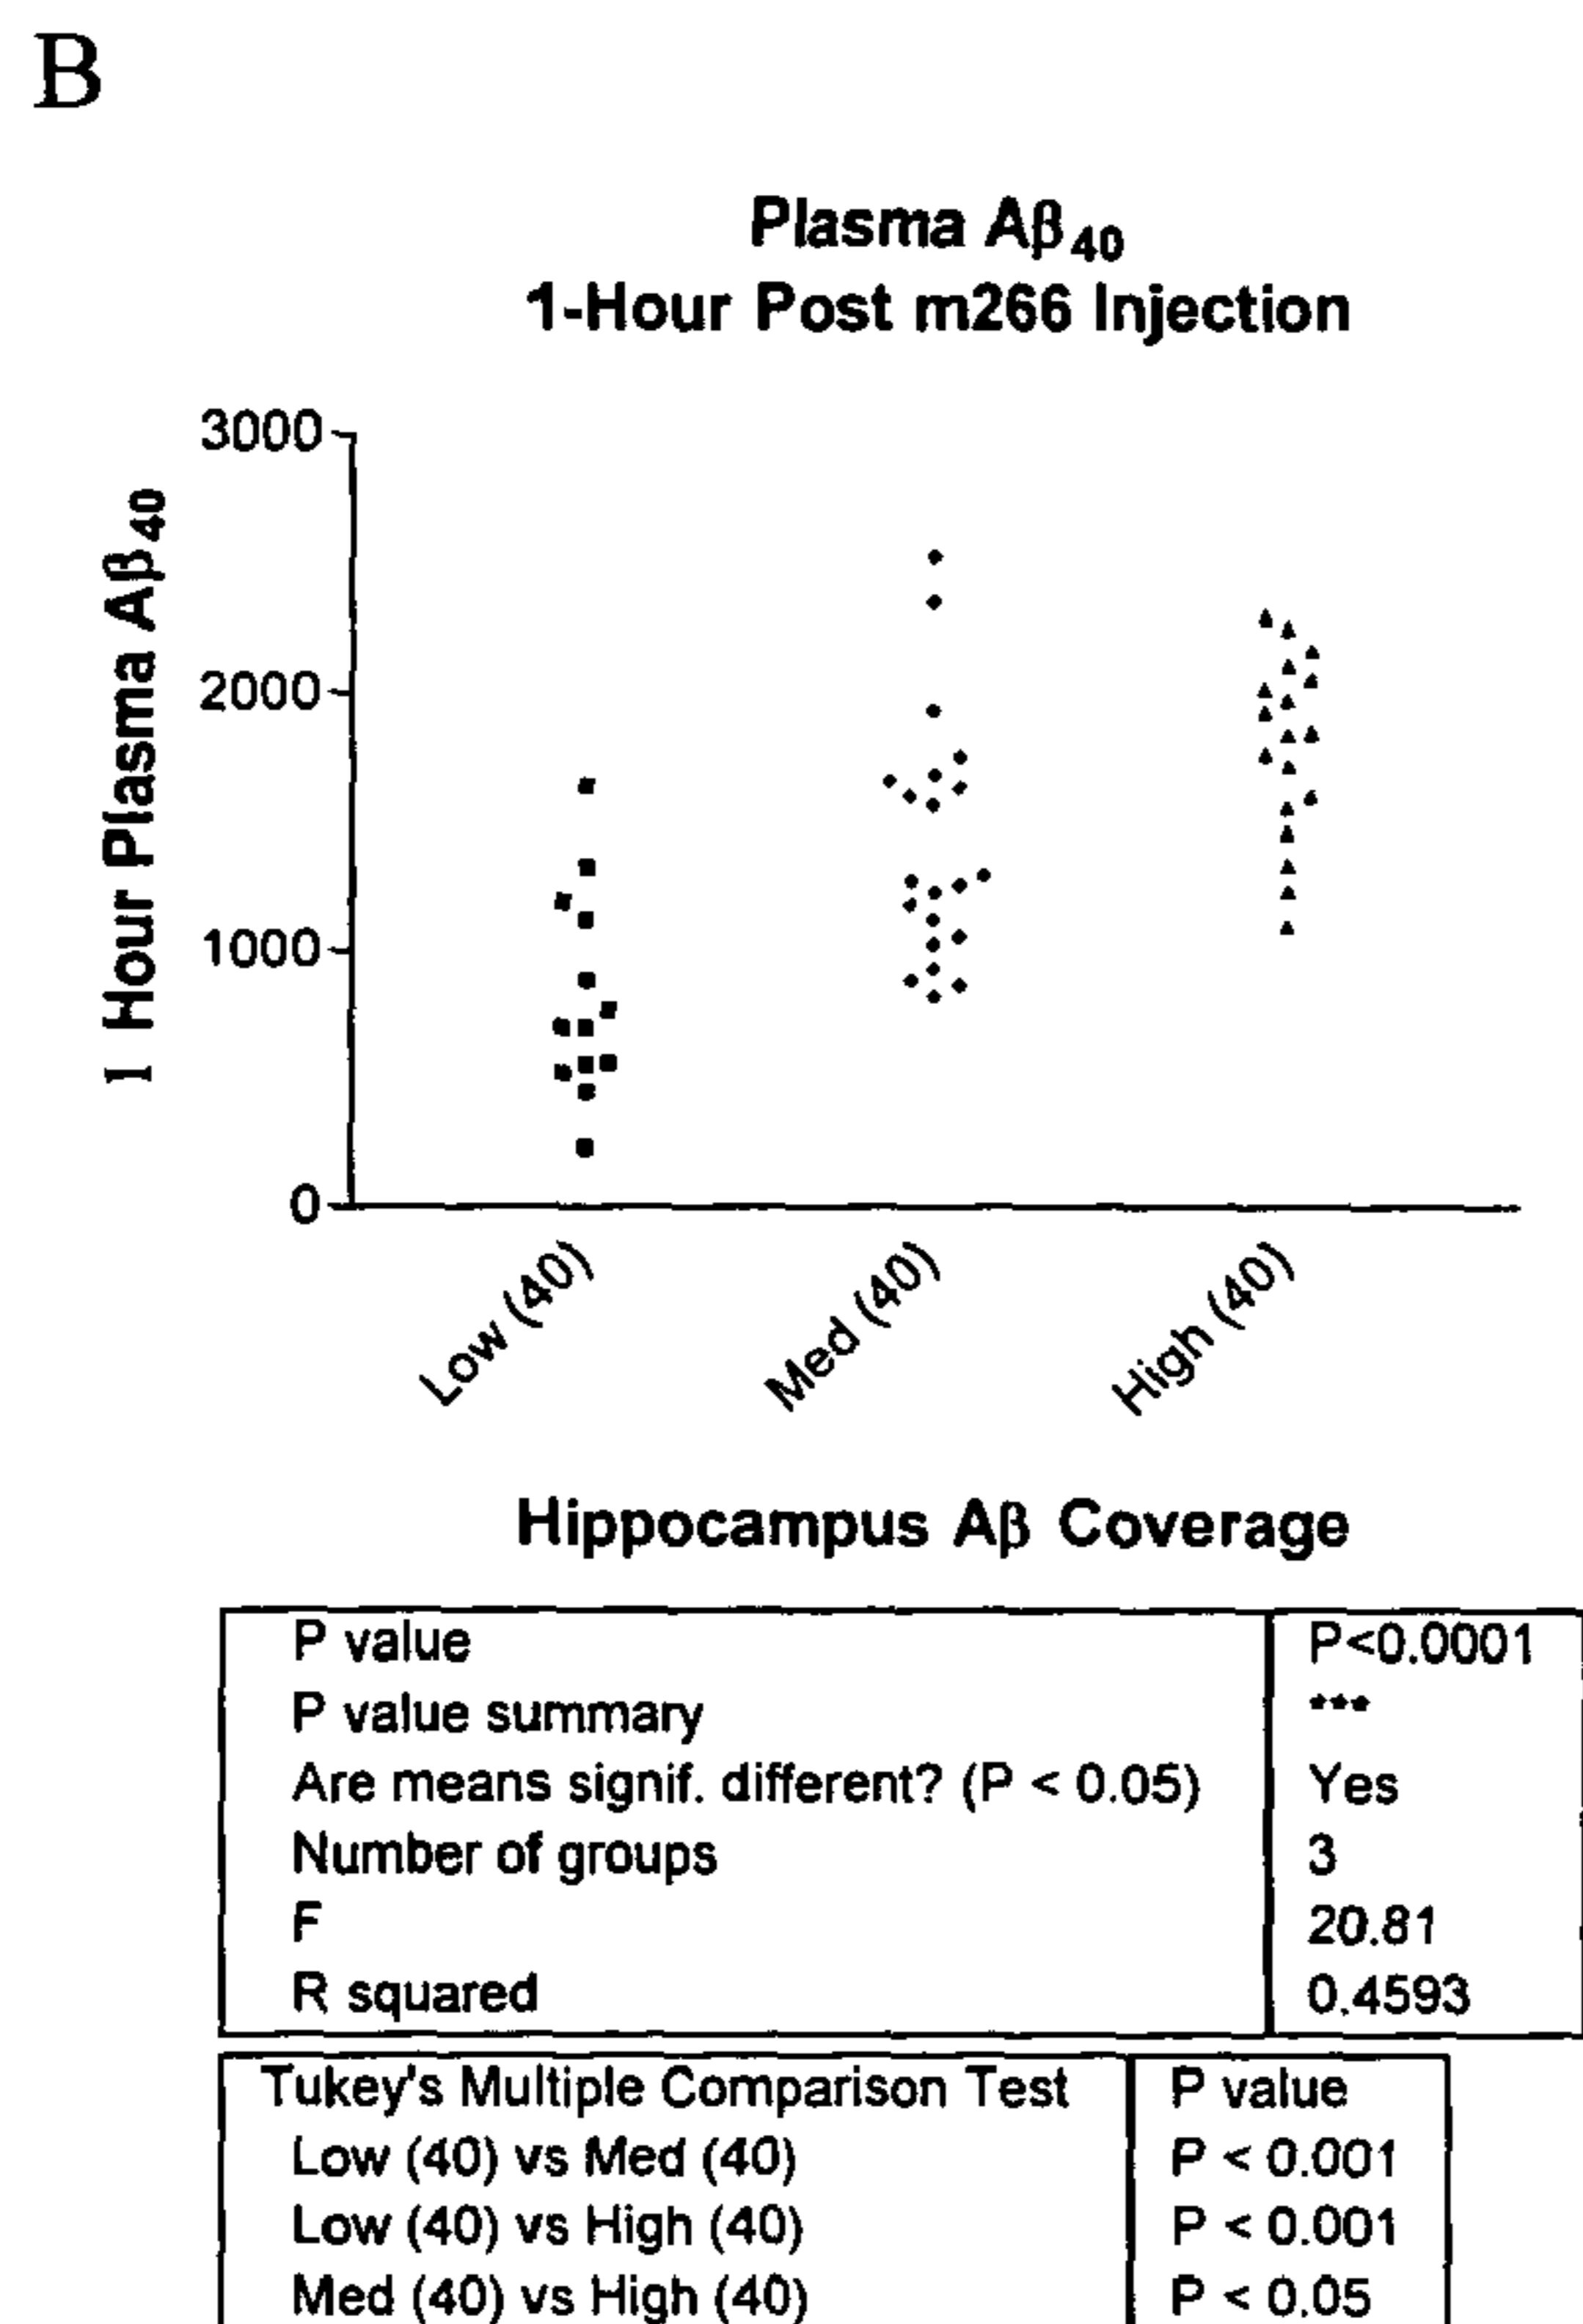 B
Plasma Aβ40
1-Hour Post m266 Injection
3000
2000
1000
0
I Hour Plasma Aβ40
Low (40)
Med (40)
High (40)
Hippocampus Aβ Coverage
P value P<0.0001
P value summary ***
Are means signif. different? (P < 0.05) Yes
Number of groups 3
F 20.81
R squared 0.4593
Tukey's Multiple Comparison Test P value
Low (40) vs Med (40) P < 0.001
Low (40) vs High (40) P < 0.001
Med (40) vs High (40) P < 0.05